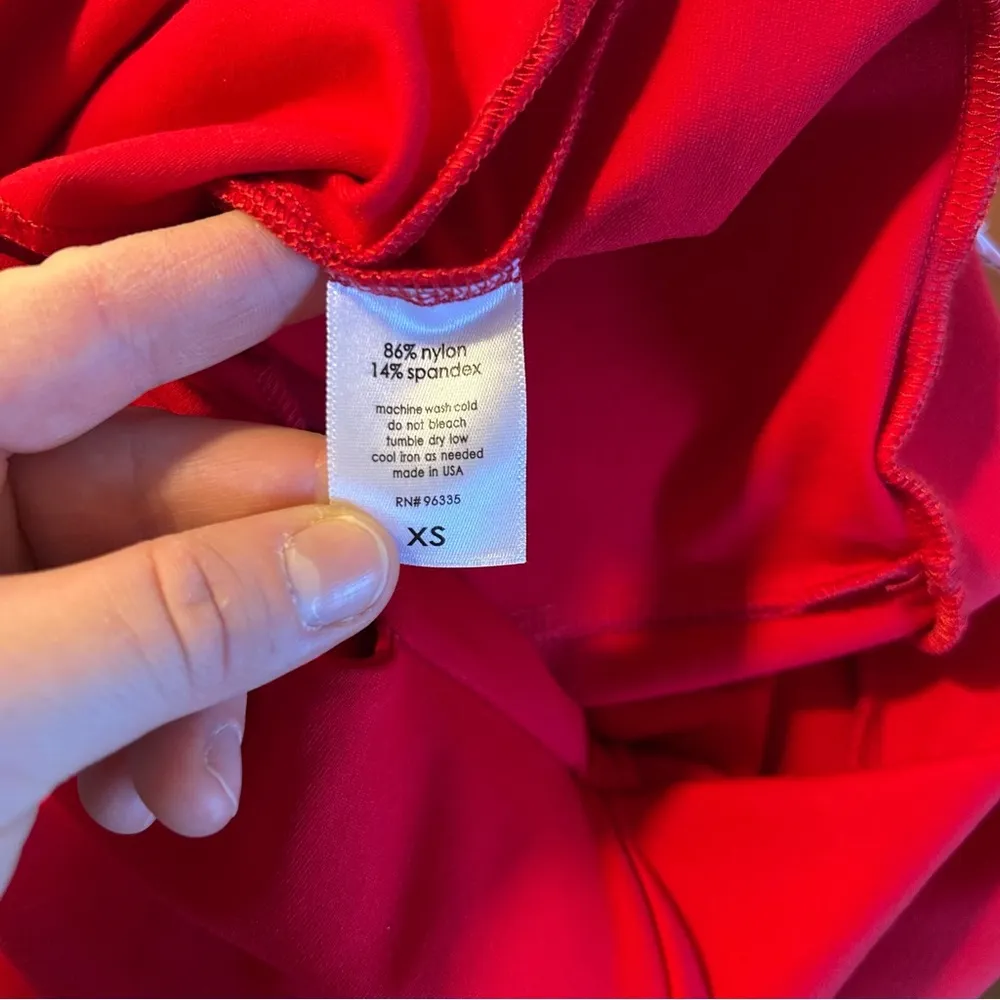 86% nylon
14% spandex
machine wash cold
do not bleach
tumble dry low
cool iron as needed
made in USA
RN# 96335
XS